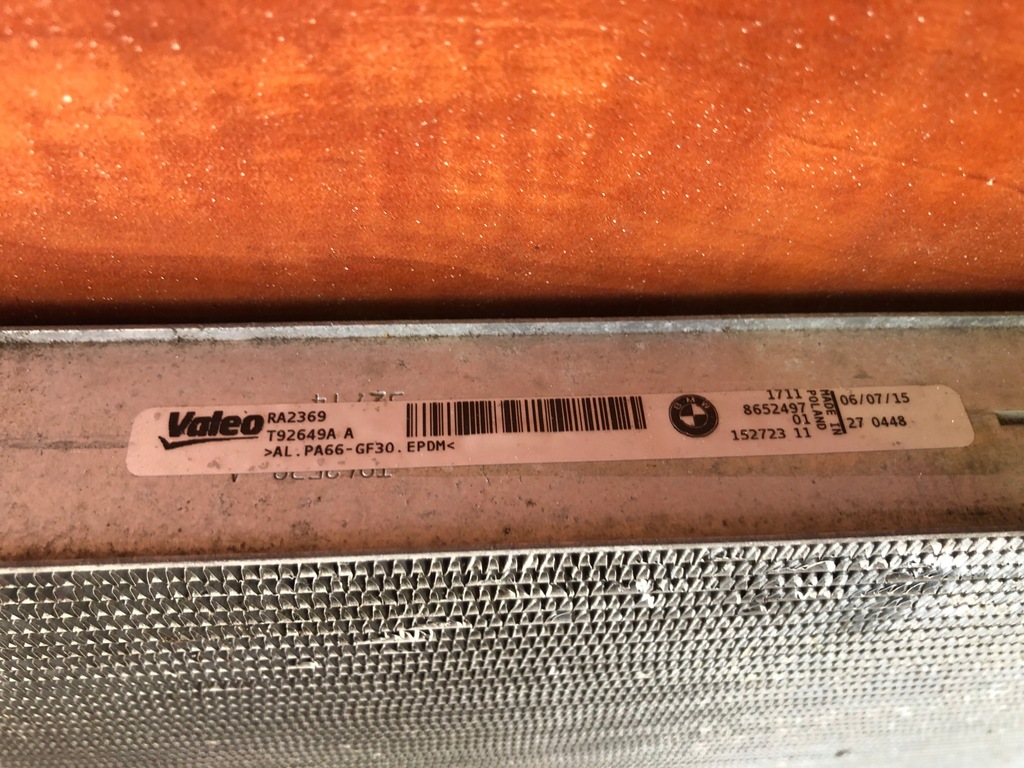 Valeo RA2369
T92649A A
>AL.PA66-GF30.EPDM<
BMW
1711
8652497
01
152723 11
MADE IN
POLAND
06/07/15
27 0448